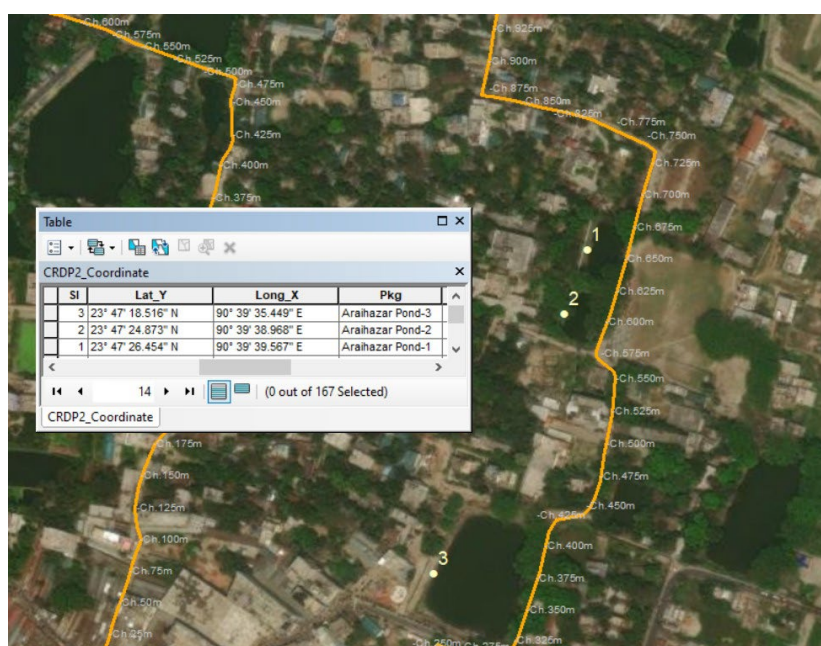 Ch.600m
Ch.575m
Ch.550m
Ch.525m
Ch.500m
Ch.475m
Ch.450m
Ch.425m
Ch.400m
Ch.375m
Ch.925m
Ch.900m
Ch.875m
Ch.850m
Ch.825m
Ch.775m
Ch.750m
Ch.725m
Ch.700m
Ch.675m
Ch.650m
Ch.625m
Ch.600m
Ch.575m
Ch.550m
Ch.525m
Ch.500m
Ch.475m
Ch.450m
Ch.425m
Ch.400m
Ch.375m
Ch.350m
Ch.325m
Ch.275m
Ch.250m
1
2
3
Table
CRDP2_Coordinate
Sl Lat_Y Long_X Pkg
3 23° 47' 18.516" N 90° 39' 35.449" E Araihazar Pond-3
2 23° 47' 24.873" N 90° 39' 38.968" E Araihazar Pond-2
1 23° 47' 26.454" N 90° 39' 39.567" E Araihazar Pond-1
14 (0 out of 167 Selected)
CRDP2_Coordinate
Ch.175m
Ch.150m
Ch.125m
Ch.100m
Ch.75m
Ch.50m
Ch.25m